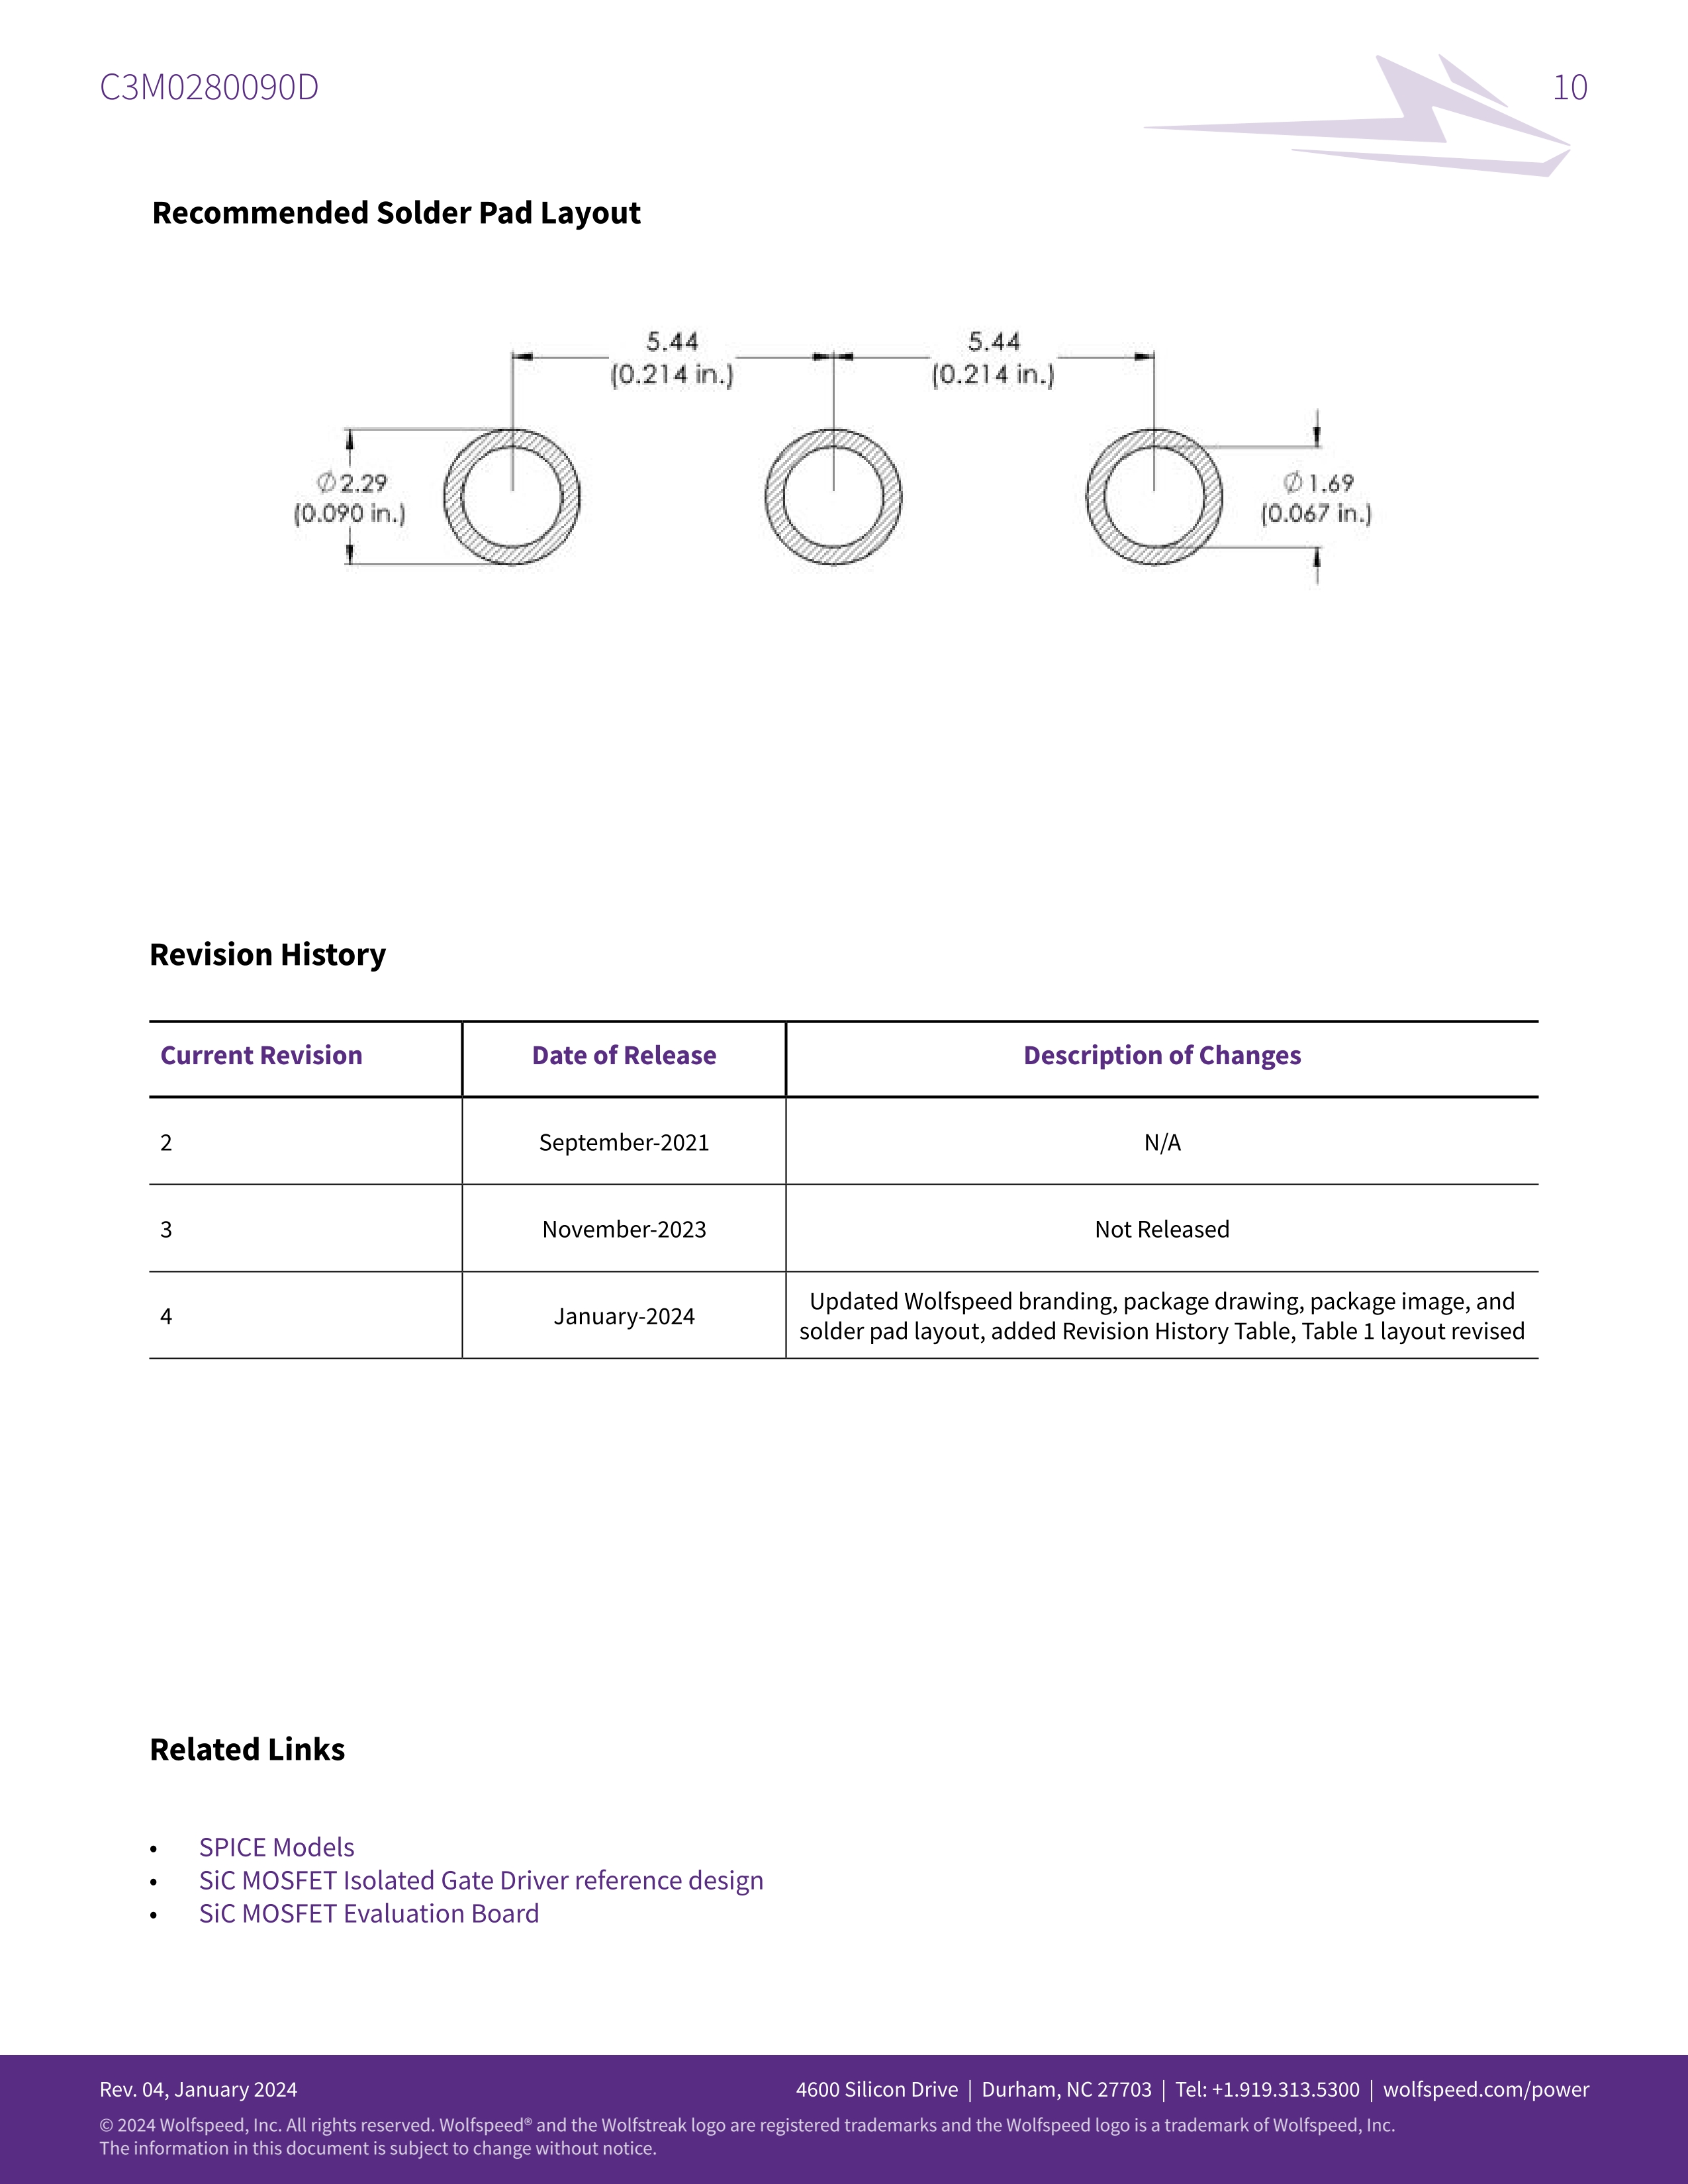 C3M0280090D
10
Recommended Solder Pad Layout
5.44
(0.214 in.)
5.44
(0.214 in.)
∅2.29
(0.090 in.)
∅1.69
(0.067 in.)
Revision History
Current Revision Date of Release Description of Changes
2 September-2021 N/A
3 November-2023 Not Released
4 January-2024 Updated Wolfspeed branding, package drawing, package image, and
solder pad layout, added Revision History Table, Table 1 layout revised
Related Links
• SPICE Models
• SiC MOSFET Isolated Gate Driver reference design
• SiC MOSFET Evaluation Board
Rev. 04, January 2024 4600 Silicon Drive | Durham, NC 27703 | Tel: +1.919.313.5300 | wolfspeed.com/power
© 2024 Wolfspeed, Inc. All rights reserved. Wolfspeed® and the Wolfstreak logo are registered trademarks and the Wolfspeed logo is a trademark of Wolfspeed, Inc.
The information in this document is subject to change without notice.